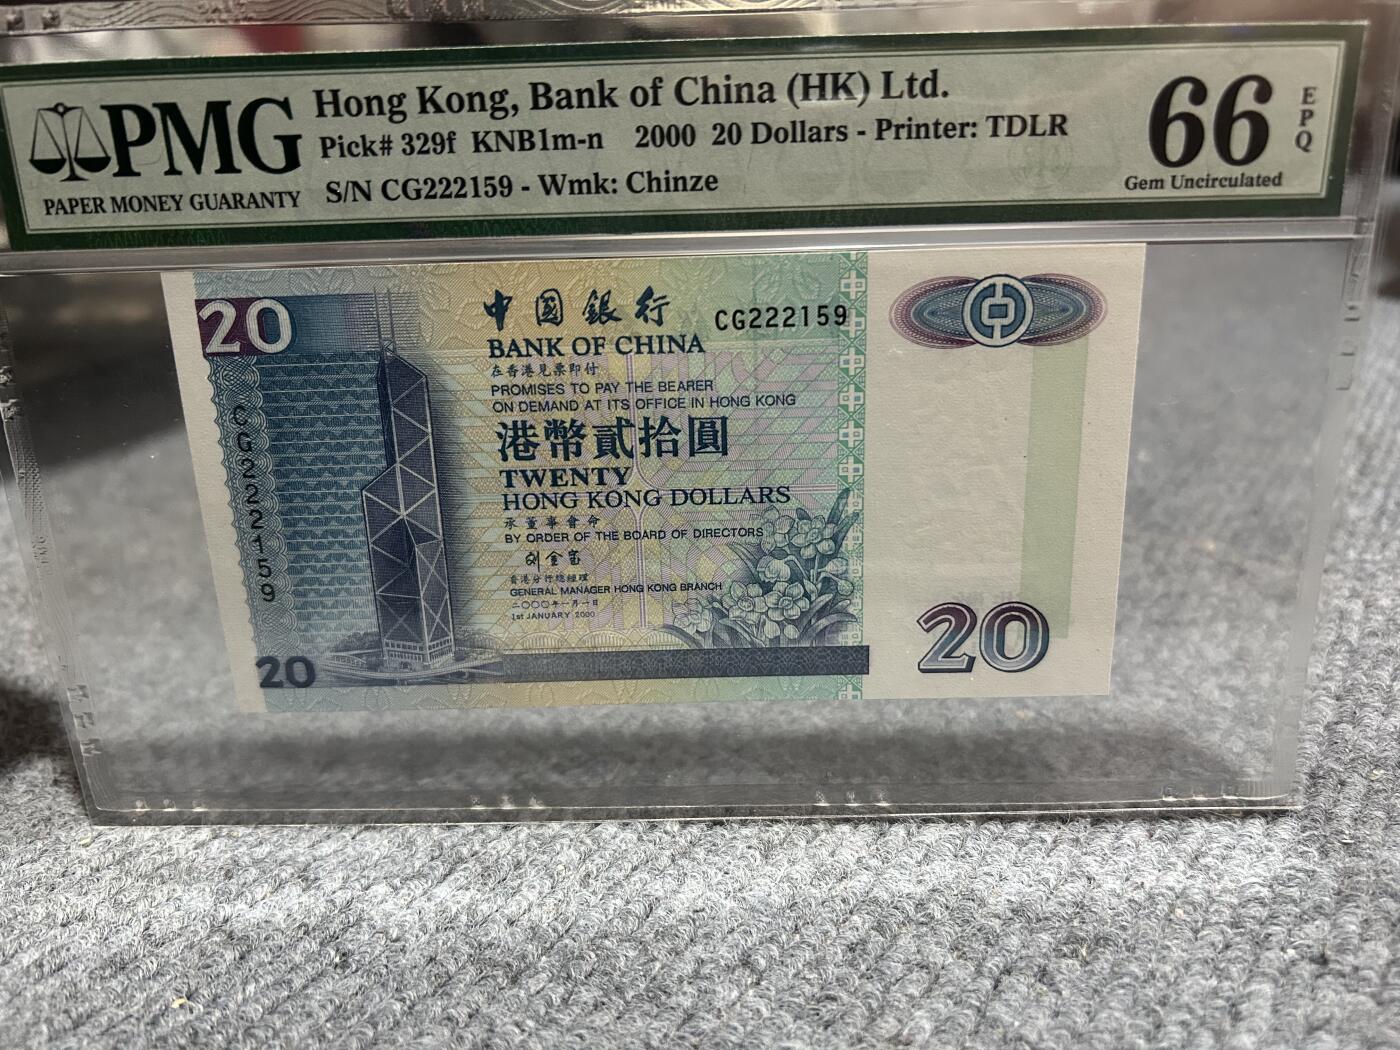 PMG
PAPER MONEY GUARANTY
Hong Kong, Bank of China (HK) Ltd.
Pick# 329f KNB1m-n 2000 20 Dollars - Printer: TDLR
S/N CG222159 - Wmk: Chinze
66
EPQ
Gem Uncirculated
20
中國銀行
CG222159
BANK OF CHINA
在香港見票即付
PROMISES TO PAY THE BEARER
ON DEMAND AT ITS OFFICE IN HONG KONG
港幣貳拾圓
TWENTY
HONG KONG DOLLARS
承董事會命
BY ORDER OF THE BOARD OF DIRECTORS
香港分行總經理
GENERAL MANAGER HONG KONG BRANCH
二〇〇〇年一月一日
1st JANUARY 2000
CG222159
20
20